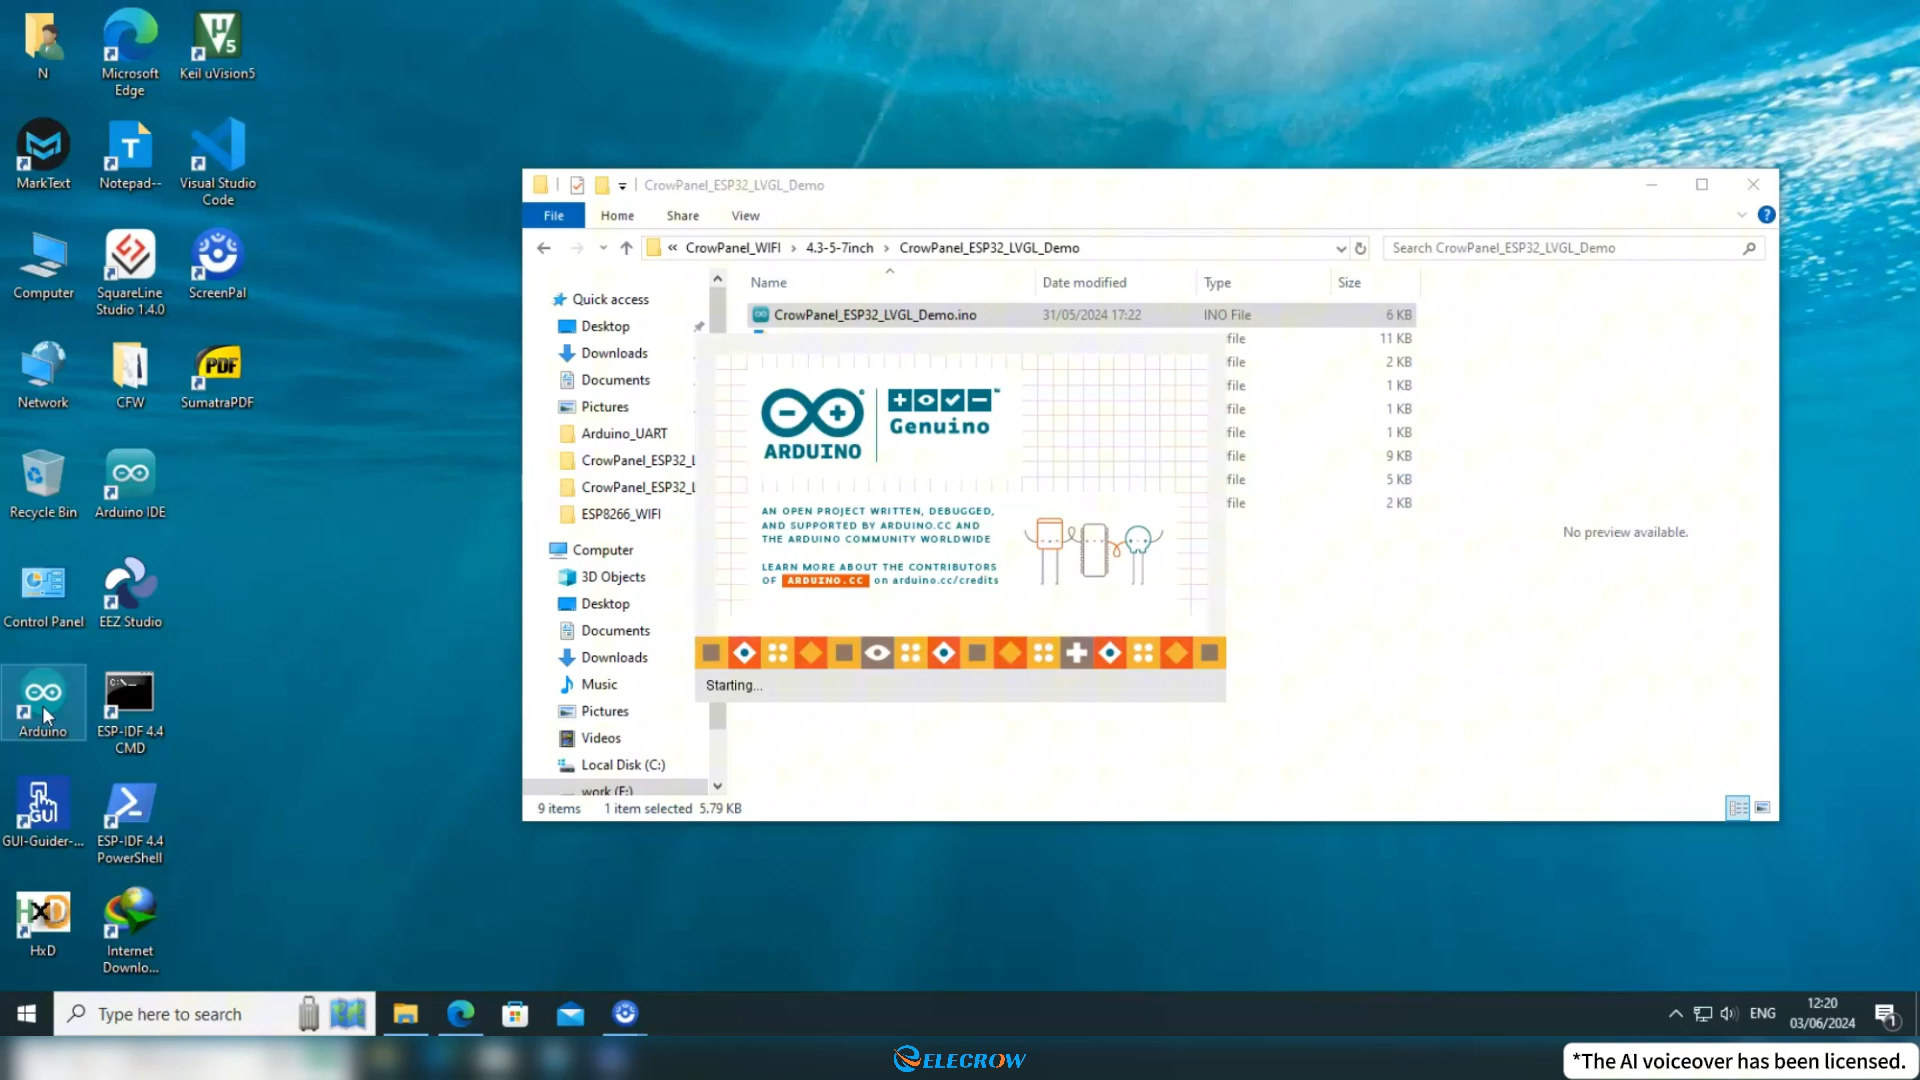 N
Microsoft
Edge
Keil uVision5
MarkText
Notepad--
Visual Studio
Code
Computer
SquareLine
Studio 1.4.0
ScreenPal
Network
CFW
SumatraPDF
Recycle Bin
Arduino IDE
Control Panel
EEZ Studio
Arduino
ESP-IDF 4.4
CMD
GUI-Guider-...
ESP-IDF 4.4
PowerShell
HxD
Internet
Downlo...
CrowPanel_ESP32_LVGL_Demo
File Home Share View
« CrowPanel_WIFI › 4.3-5-7inch › CrowPanel_ESP32_LVGL_Demo
Search CrowPanel_ESP32_LVGL_Demo
Name Date modified Type Size
CrowPanel_ESP32_LVGL_Demo.ino 31/05/2024 17:22 INO File 6 KB
file 11 KB
file 2 KB
file 1 KB
file 1 KB
file 1 KB
file 9 KB
file 5 KB
file 2 KB
Quick access
Desktop
Downloads
Documents
Pictures
Arduino_UART
CrowPanel_ESP32_L
CrowPanel_ESP32_L
ESP8266_WIFI
Computer
3D Objects
Desktop
Documents
Downloads
Music
Pictures
Videos
Local Disk (C:)
work (F:)
ARDUINO
Genuino
™
AN OPEN PROJECT WRITTEN, DEBUGGED,
AND SUPPORTED BY ARDUINO.CC AND
THE ARDUINO COMMUNITY WORLDWIDE
LEARN MORE ABOUT THE CONTRIBUTORS
OF ARDUINO.CC on arduino.cc/credits
Starting...
No preview available.
9 items 1 item selected 5.79 KB
Type here to search
ENG
12:20
03/06/2024
1
ELECROW
*The AI voiceover has been licensed.